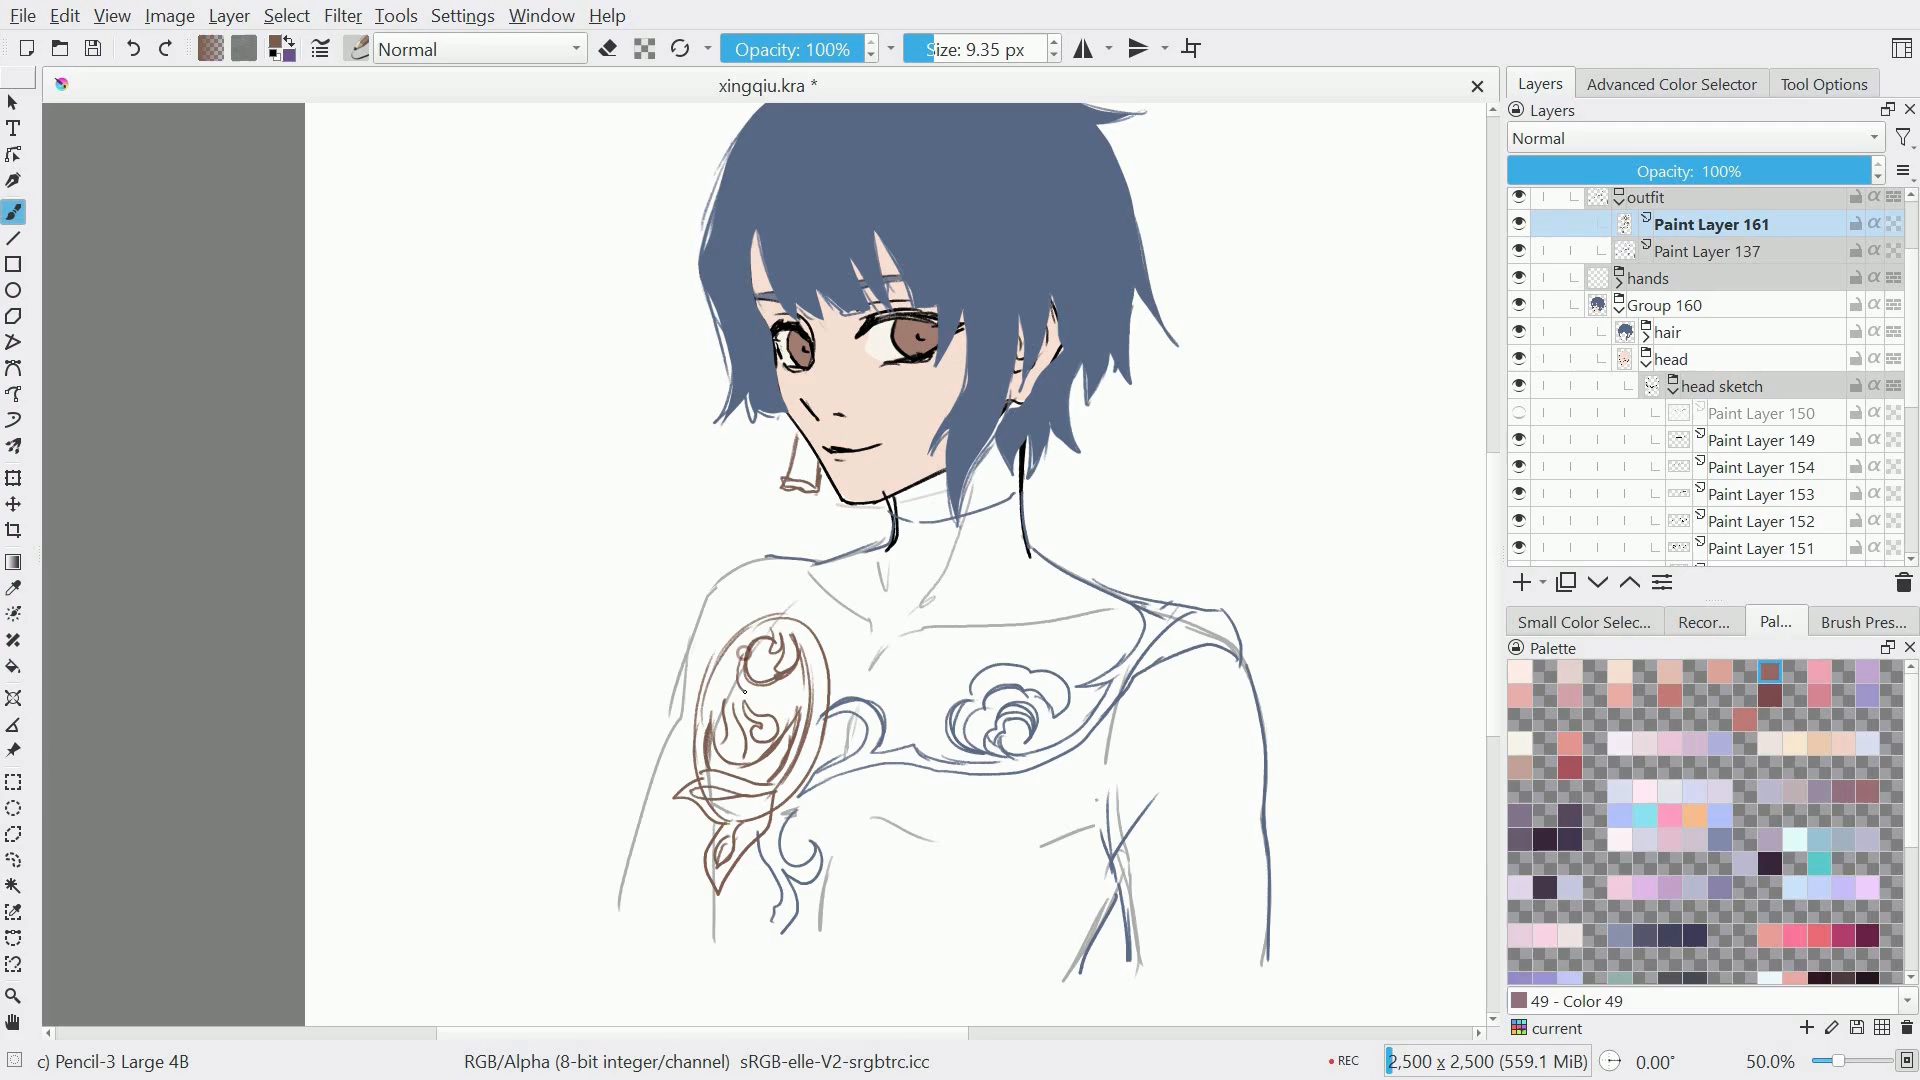 File Edit View Image Layer Select Filter Tools Settings Window Help
Normal
Opacity: 100%
Size: 9.35 px
xingqiu.kra *
Layers Advanced Color Selector Tool Options
Layers
Normal
Opacity: 100%
outfit
Paint Layer 161
Paint Layer 137
hands
Group 160
hair
head
head sketch
Paint Layer 150
Paint Layer 149
Paint Layer 154
Paint Layer 153
Paint Layer 152
Paint Layer 151
Small Color Selec... Recor... Pal... Brush Pres...
Palette
49 - Color 49
current
c) Pencil-3 Large 4B
RGB/Alpha (8-bit integer/channel) sRGB-elle-V2-srgbtrc.icc
• REC
2,500 x 2,500 (559.1 MiB)
0.00°
50.0%